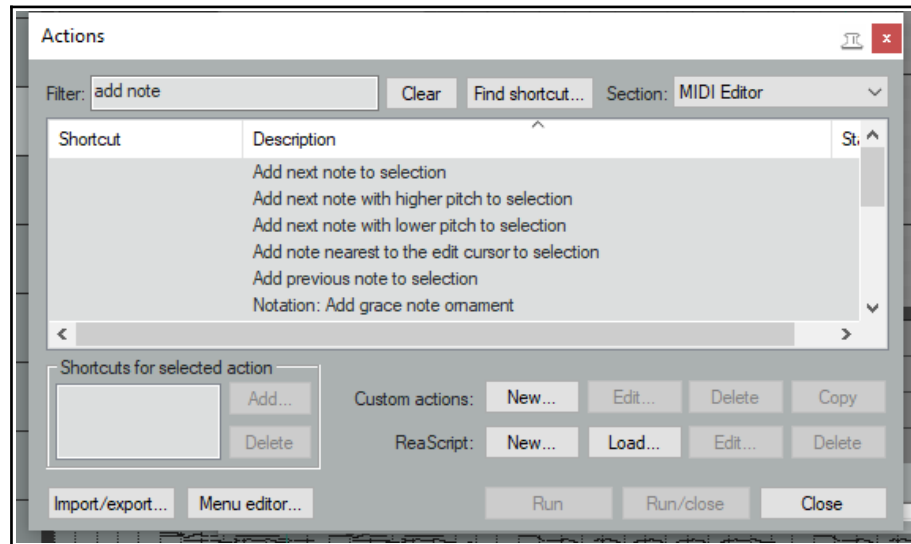 Actions
x
Filter: add note Clear Find shortcut... Section: MIDI Editor
Shortcut Description
Add next note to selection
Add next note with higher pitch to selection
Add next note with lower pitch to selection
Add note nearest to the edit cursor to selection
Add previous note to selection
Notation: Add grace note ornament
Shortcuts for selected action
Add... Custom actions: New... Edit... Delete Copy
Delete ReaScript: New... Load... Edit... Delete
Import/export... Menu editor... Run Run/close Close